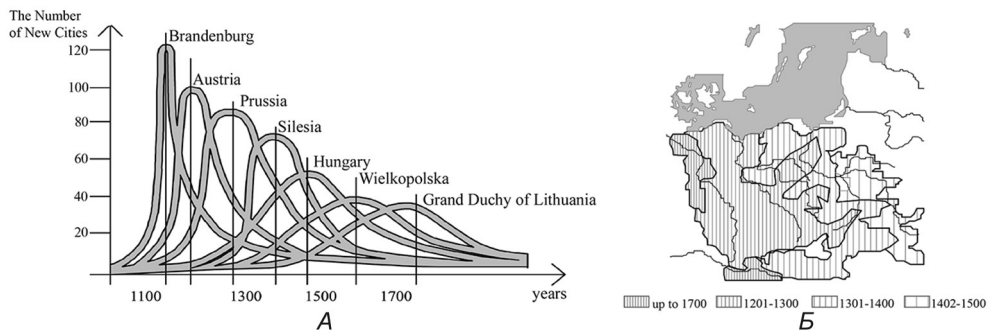 The Number
of New Cities
120
100
80
60
40
20
Brandenburg
Austria
Prussia
Silesia
Hungary
Wielkopolska
Grand Duchy of Lithuania
1100
1300
1500
1700
years
А
up to 1700
1201-1300
1301-1400
1402-1500
Б